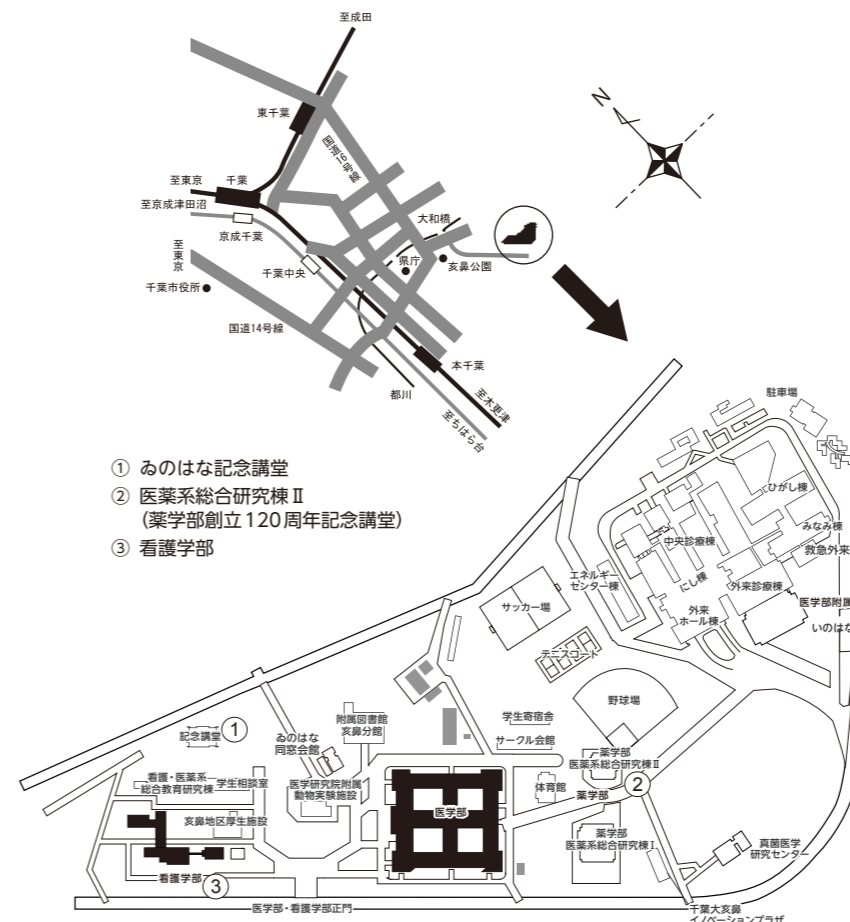 至成田
東千葉
国道16号線
至東京
千葉
至京成津田沼
京成千葉
至東京
千葉中央
千葉市役所
国道14号線
大和橋
県庁
亥鼻公園
本千葉
都川
至木更津
至ちはら台
N
① ゐのはな記念講堂
② 医薬系総合研究棟Ⅱ
(薬学部創立120周年記念講堂)
③ 看護学部
駐車場
ひがし棟
みなみ棟
救急外来
中央診療棟
にし棟
外来診療棟
外来
ホール棟
医学部附属
いのはな
エネルギー
センター棟
サッカー場
テニスコート
野球場
記念講堂
①
ゐのはな
同窓会館
附属図書館
亥鼻分館
学生寄宿舎
サークル会館
薬学部
医薬系総合研究棟Ⅱ
②
体育館
薬学部
看護・医薬系
総合教育研究棟
学生相談室
医学研究院附属
動物実験施設
医学部
亥鼻地区厚生施設
薬学部
医薬系総合研究棟Ⅰ
真菌医学
研究センター
看護学部
③
医学部・看護学部正門
千葉大亥鼻
イノベーションプラザ